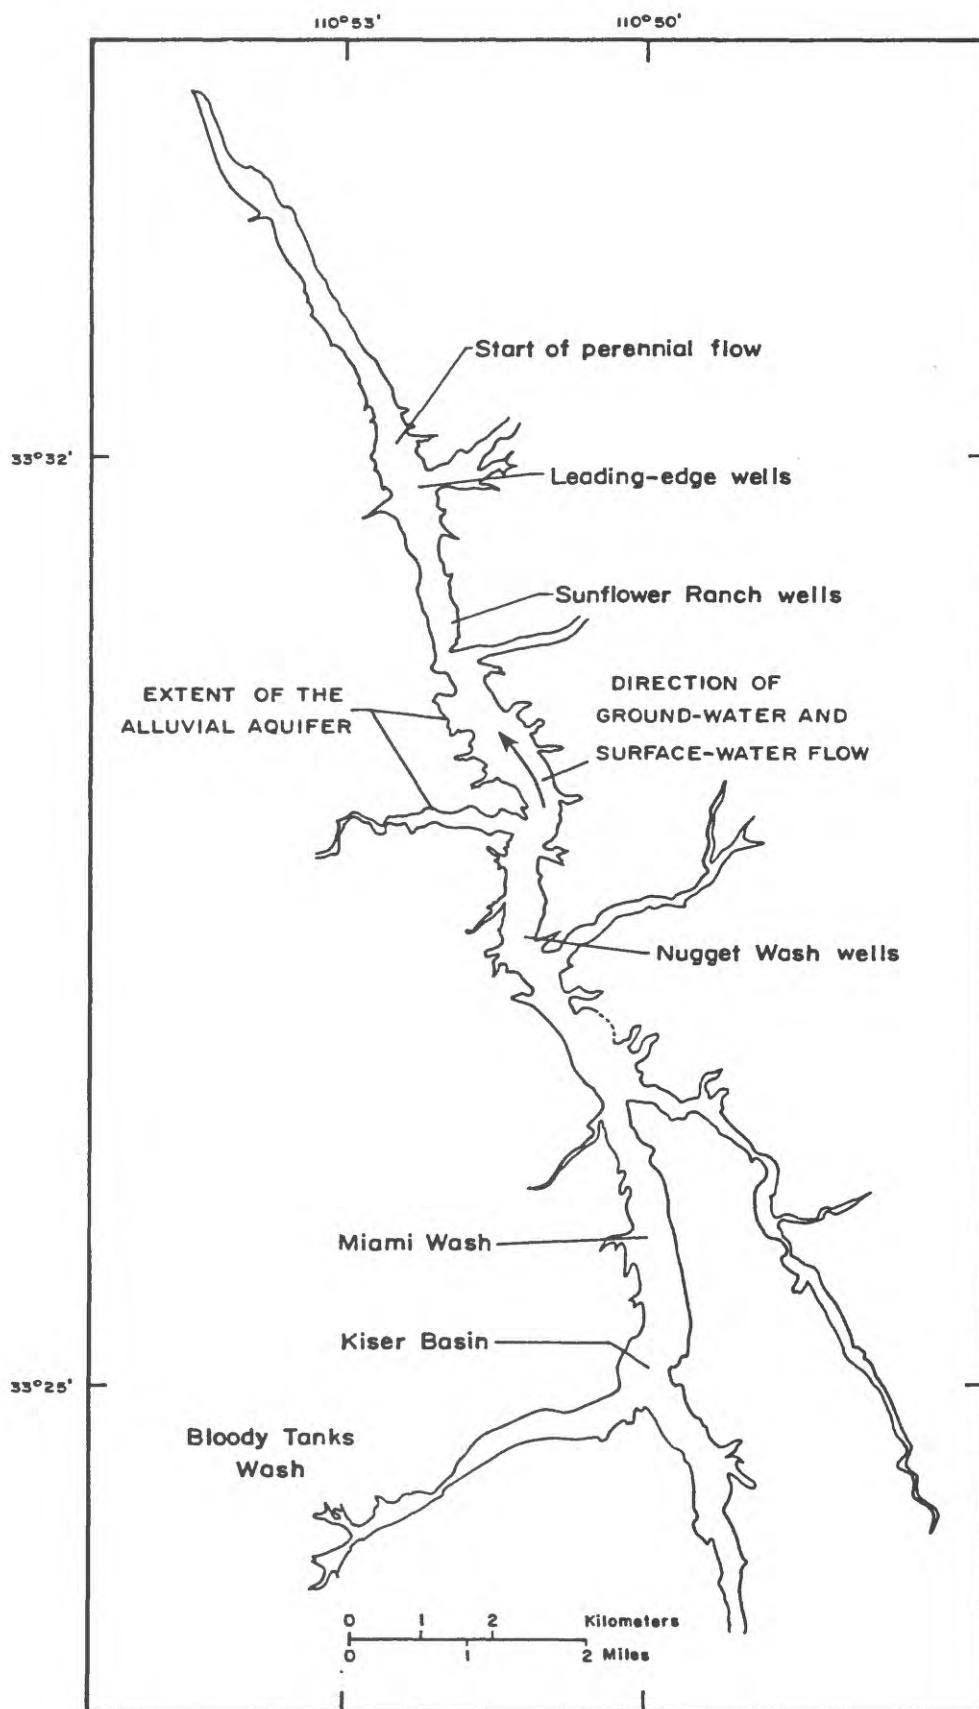 110°53'
110°50'
Start of perennial flow
33°32'
Leading-edge wells
Sunflower Ranch wells
EXTENT OF THE
ALLUVIAL AQUIFER
DIRECTION OF
GROUND-WATER AND
SURFACE-WATER FLOW
Nugget Wash wells
Miami Wash
Kiser Basin
33°25'
Bloody Tanks
Wash
0 1 2 Kilometers
0 1 2 Miles